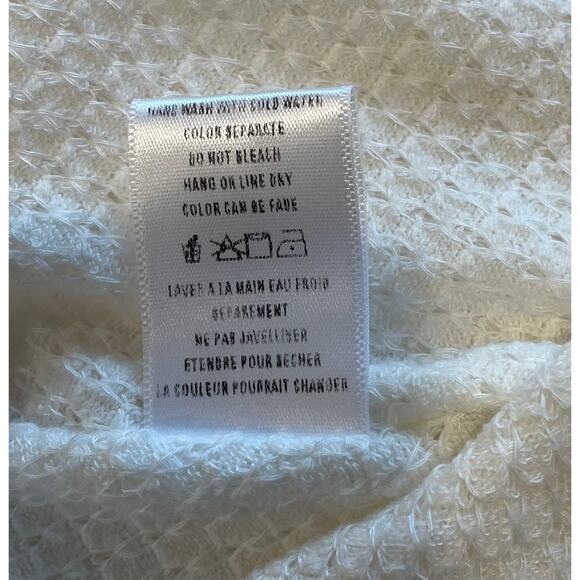 HAND WASH WITH COLD WATER
COLOR SEPARATE
DO NOT BLEACH
HANG OR LINE DRY
COLOR CAN BE FADE
LAVER A LA MAIN EAU FROID
SEPAREMENT
NE PAS JAVELLISER
ETENDRE POUR SECHER
LA COULEUR POURRAIT CHANGER